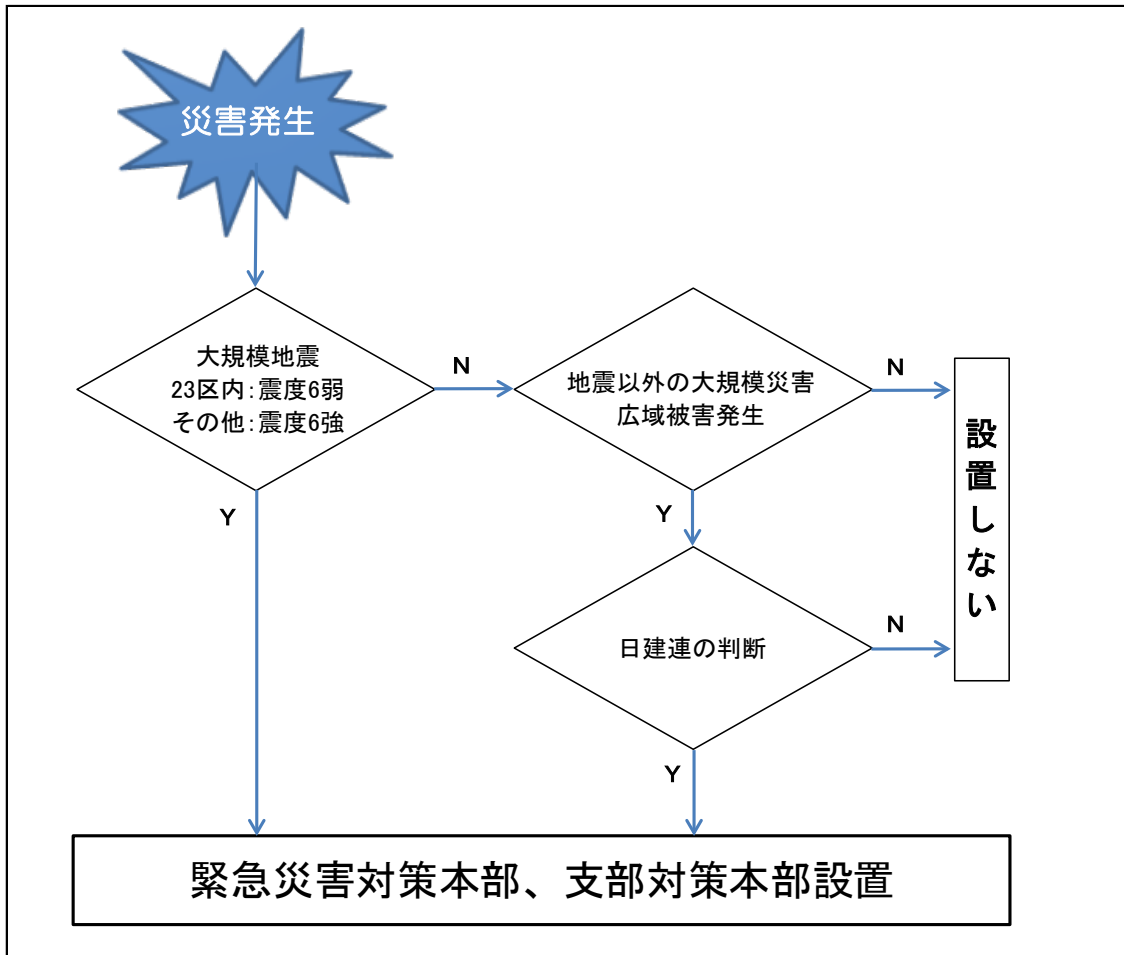 災害発生
大規模地震
23区内：震度6弱
その他：震度6強
N
地震以外の大規模災害
広域被害発生
N
設置しない
Y
Y
日建連の判断
N
Y
緊急災害対策本部、支部対策本部設置